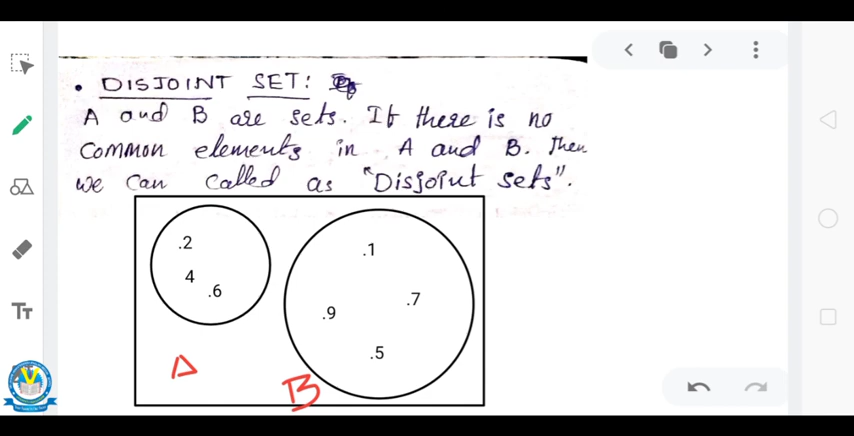 • DISJOINT SET:
A and B are sets. If there is no
common elements in A and B. Then
we can called as "Disjoint sets".
.2
.1
4
.6
.7
.9
.5
A
B
TT
V